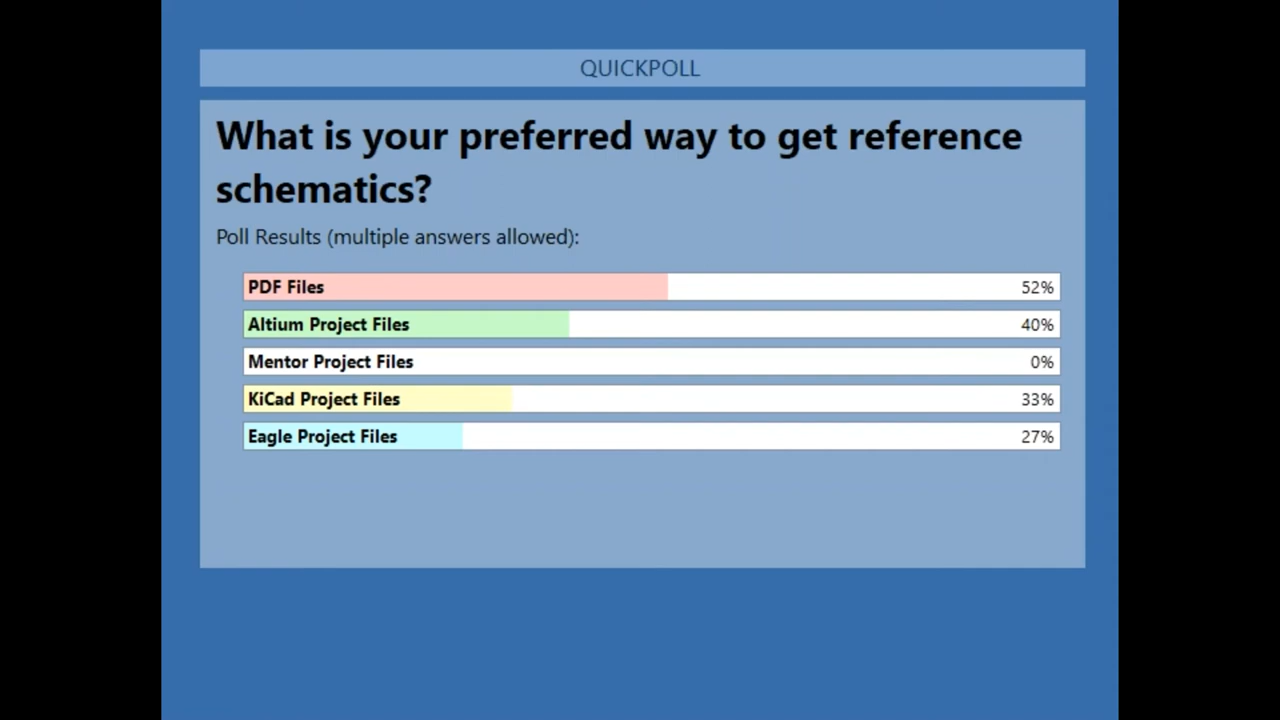 QUICKPOLL
What is your preferred way to get reference
schematics?
Poll Results (multiple answers allowed):
PDF Files 52%
Altium Project Files 40%
Mentor Project Files 0%
KiCad Project Files 33%
Eagle Project Files 27%